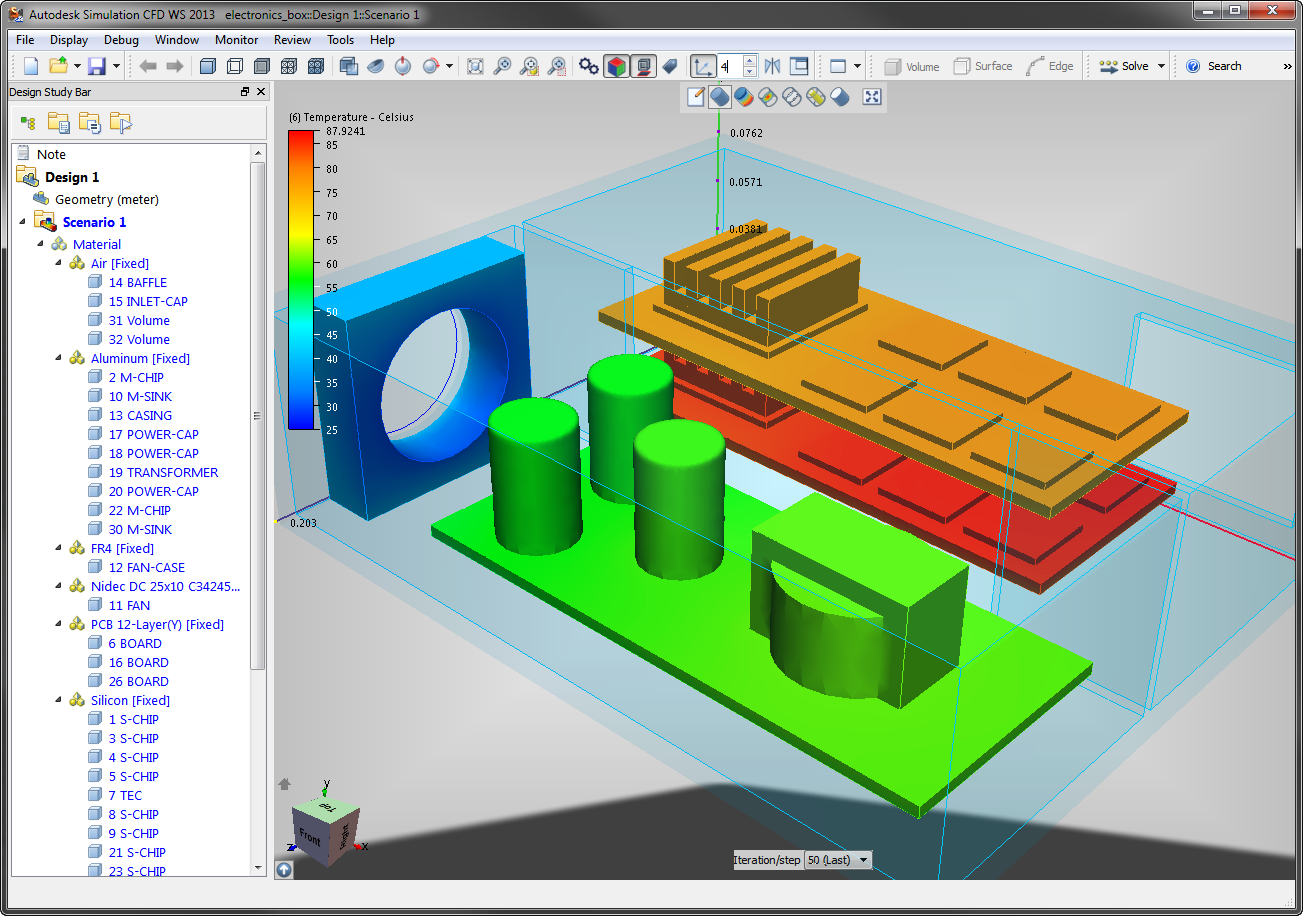 Autodesk Simulation CFD WS 2013   electronics_box::Design 1::Scenario 1
File Display Debug Window Monitor Review Tools Help
4 Volume Surface Edge Solve Search »
Design Study Bar
Note
Design 1
Geometry (meter)
Scenario 1
Material
Air [Fixed]
14 BAFFLE
15 INLET-CAP
31 Volume
32 Volume
Aluminum [Fixed]
2 M-CHIP
10 M-SINK
13 CASING
17 POWER-CAP
18 POWER-CAP
19 TRANSFORMER
20 POWER-CAP
22 M-CHIP
30 M-SINK
FR4 [Fixed]
12 FAN-CASE
Nidec DC 25x10 C34245...
11 FAN
PCB 12-Layer(Y) [Fixed]
6 BOARD
16 BOARD
26 BOARD
Silicon [Fixed]
1 S-CHIP
3 S-CHIP
4 S-CHIP
5 S-CHIP
7 TEC
8 S-CHIP
9 S-CHIP
21 S-CHIP
23 S-CHIP
(6) Temperature - Celsius
87.9241
85
80
75
70
65
60
55
50
45
40
35
30
25
0.0762
0.0571
0.0381
0.203
y
Top
Front
Right
z
x
Iteration/step 50 (Last)